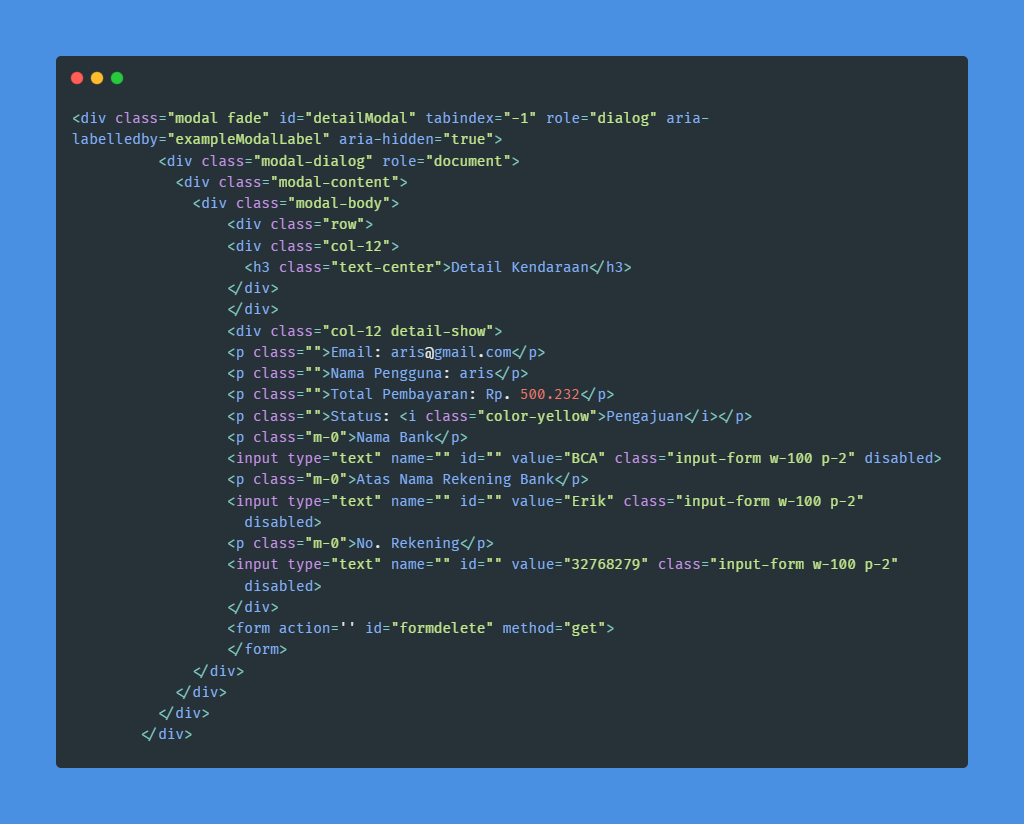 <div class="modal fade" id="detailModal" tabindex="-1" role="dialog" aria-
labelledby="exampleModalLabel" aria-hidden="true">
          <div class="modal-dialog" role="document">
            <div class="modal-content">
              <div class="modal-body">
                  <div class="row">
                  <div class="col-12">
                    <h3 class="text-center">Detail Kendaraan</h3>
                  </div>
                  </div>
                  <div class="col-12 detail-show">
                  <p class="">Email: aris@gmail.com</p>
                  <p class="">Nama Pengguna: aris</p>
                  <p class="">Total Pembayaran: Rp. 500.232</p>
                  <p class="">Status: <i class="color-yellow">Pengajuan</i></p>
                  <p class="m-0">Nama Bank</p>
                  <input type="text" name="" id="" value="BCA" class="input-form w-100 p-2" disabled>
                  <p class="m-0">Atas Nama Rekening Bank</p>
                  <input type="text" name="" id="" value="Erik" class="input-form w-100 p-2"
                    disabled>
                  <p class="m-0">No. Rekening</p>
                  <input type="text" name="" id="" value="32768279" class="input-form w-100 p-2"
                    disabled>
                  </div>
                  <form action='' id="formdelete" method="get">
                  </form>
              </div>
            </div>
          </div>
        </div>